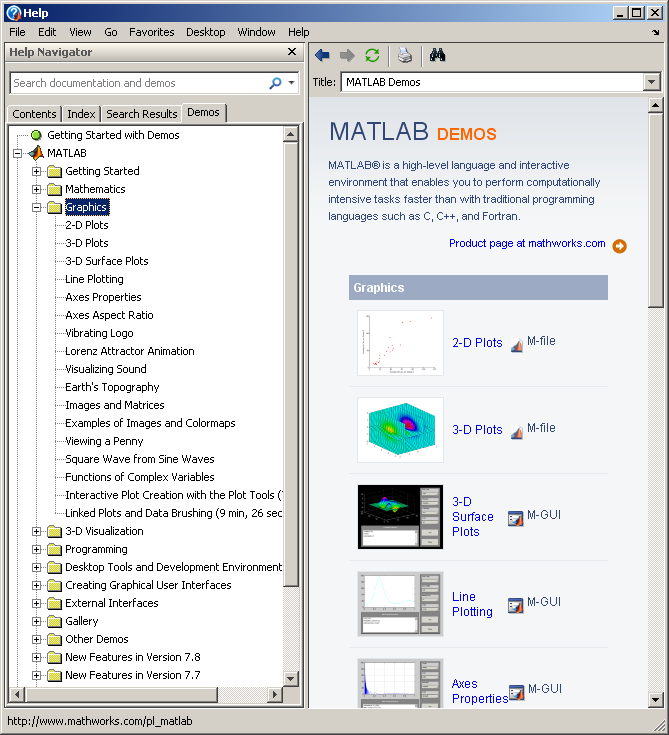 Help
File Edit View Go Favorites Desktop Window Help
Help Navigator
Search documentation and demos
Contents Index Search Results Demos
Getting Started with Demos
MATLAB
Getting Started
Mathematics
Graphics
2-D Plots
3-D Plots
3-D Surface Plots
Line Plotting
Axes Properties
Axes Aspect Ratio
Vibrating Logo
Lorenz Attractor Animation
Visualizing Sound
Earth's Topography
Images and Matrices
Examples of Images and Colormaps
Viewing a Penny
Square Wave from Sine Waves
Functions of Complex Variables
Interactive Plot Creation with the Plot Tools (
Linked Plots and Data Brushing (9 min, 26 sec
3-D Visualization
Programming
Desktop Tools and Development Environment
Creating Graphical User Interfaces
External Interfaces
Gallery
Other Demos
New Features in Version 7.8
New Features in Version 7.7
Title: MATLAB Demos
MATLAB DEMOS
MATLAB® is a high-level language and interactive
environment that enables you to perform computationally
intensive tasks faster than with traditional programming
languages such as C, C++, and Fortran.
Product page at mathworks.com
Graphics
2-D Plots M-file
3-D Plots M-file
3-D
Surface M-GUI
Plots
Line
Plotting M-GUI
Axes
Properties M-GUI
http://www.mathworks.com/pl_matlab